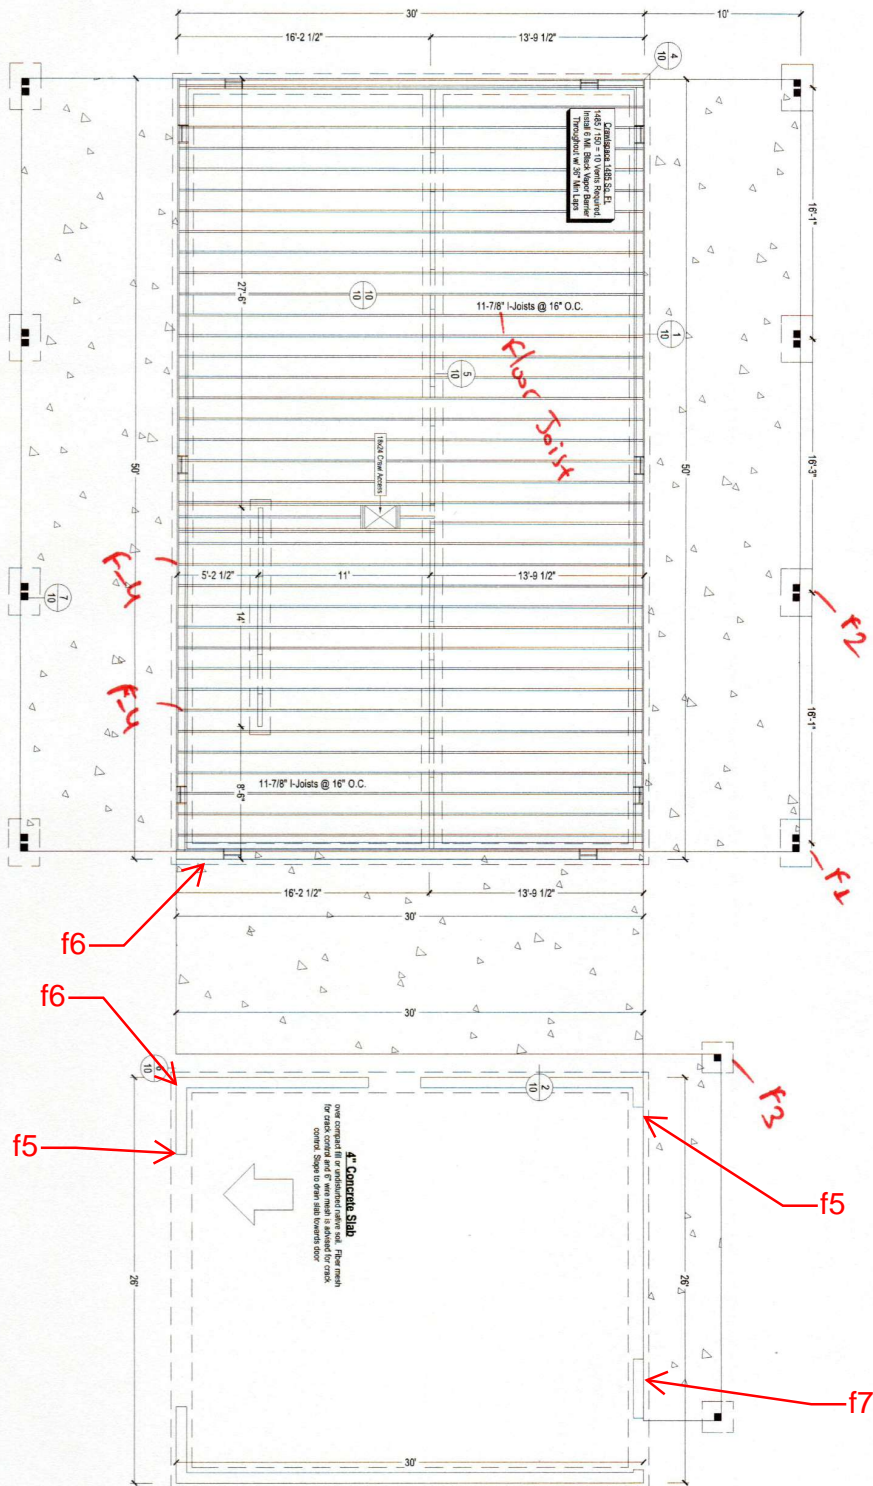 30'
10'
16'-2 1/2"
13'-9 1/2"
4
10
Crawlspace 1485 Sq. Ft.
1485 / 150 = 10 Vents Required.
Install 6 Mil. Black Vapor Barrier
Throughout w/ 36" Min Laps
16'-1"
27'-6"
10
10
11-7/8" I-Joists @ 16" O.C.
1
10
Floor Joist
5
10
16'-3"
50'
50'
18x24 Crawl Access
F-4
5'-2 1/2"
11'
13'-9 1/2"
7
10
14'
F2
F-4
16'-1"
11-7/8" I-Joists @ 16" O.C.
8'-6"
F1
16'-2 1/2"
13'-9 1/2"
30'
f6
f6
30'
6
10
2
10
F3
f5
4" Concrete Slab
over compact fill or undisturbed native soil. Fiber mesh
for crack control and 6" wire mesh is advised for crack
control. Slope to drain slab towards door
f5
26'
26'
f7
30'